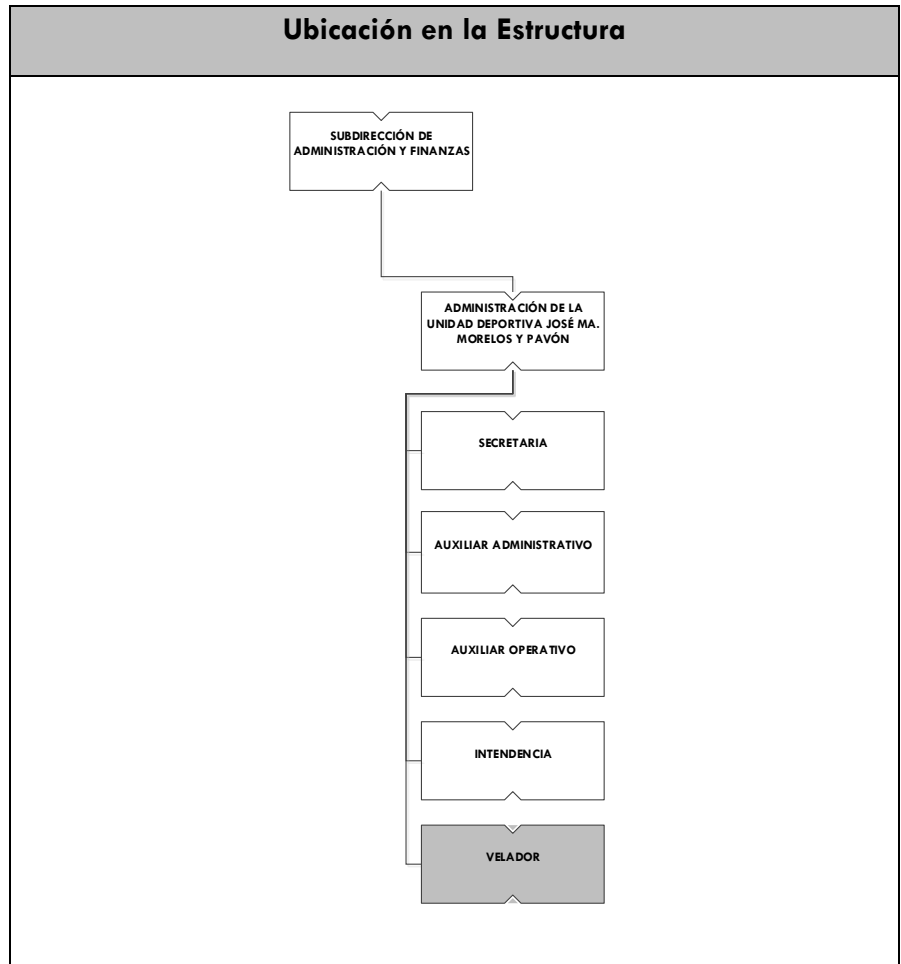 Ubicación en la Estructura
SUBDIRECCIÓN DE
ADMINISTRACIÓN Y FINANZAS
ADMINISTRACIÓN DE LA
UNIDAD DEPORTIVA JOSÉ MA.
MORELOS Y PAVÓN
SECRETARIA
AUXILIAR ADMINISTRATIVO
AUXILIAR OPERATIVO
INTENDENCIA
VELADOR